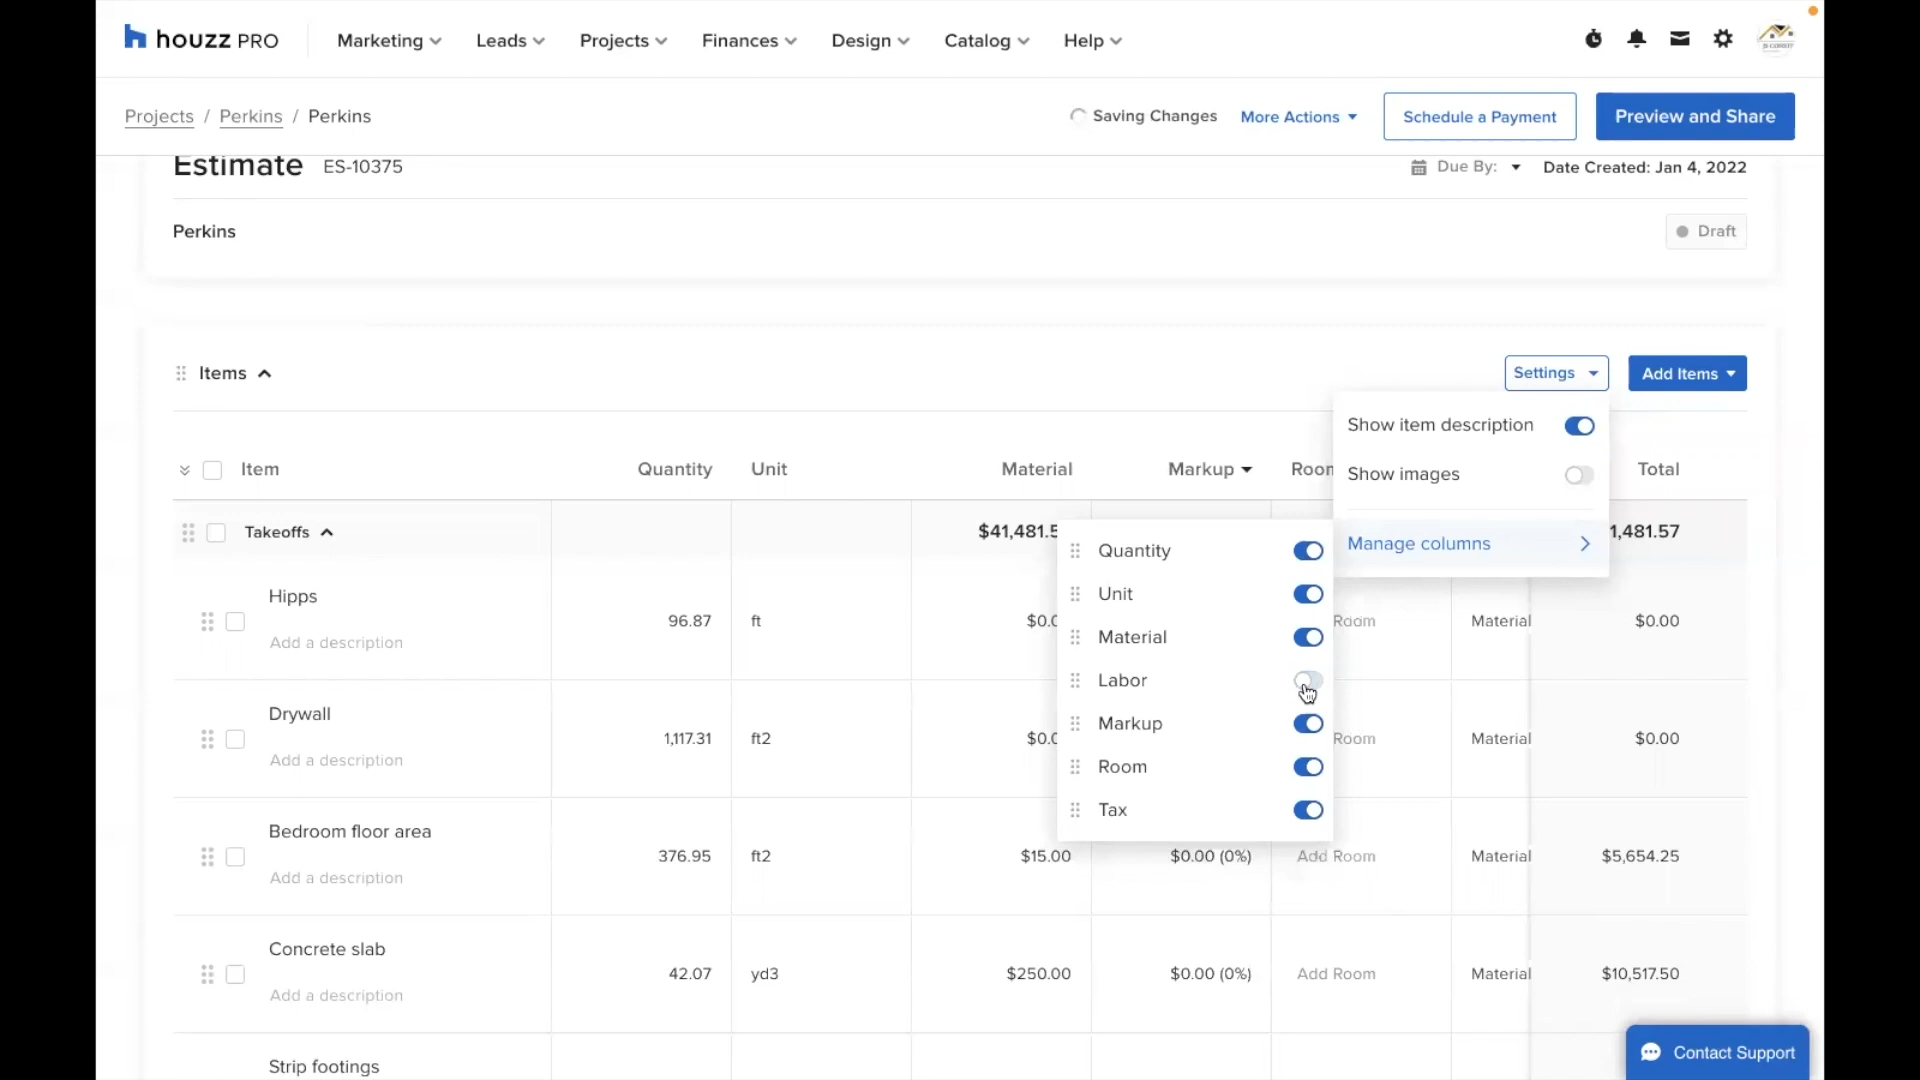 houzz PRO
Marketing
Leads
Projects
Finances
Design
Catalog
Help
Projects / Perkins / Perkins
Saving Changes
More Actions
Schedule a Payment
Preview and Share
Estimate ES-10375
Due By:
Date Created: Jan 4, 2022
Perkins
Draft
Items
Settings
Add Items
Show item description
Show images
Manage columns
Item Quantity Unit Material Markup Room Total
Takeoffs $41,481.5 1,481.57
Quantity
Unit
Material
Labor
Markup
Room
Tax
Hipps
Add a description
96.87 ft $0.0 Room Material $0.00
Drywall
Add a description
1,117.31 ft2 $0.0 Room Material $0.00
Bedroom floor area
Add a description
376.95 ft2 $15.00 $0.00 (0%) Add Room Material $5,654.25
Concrete slab
Add a description
42.07 yd3 $250.00 $0.00 (0%) Add Room Material $10,517.50
Strip footings
Contact Support